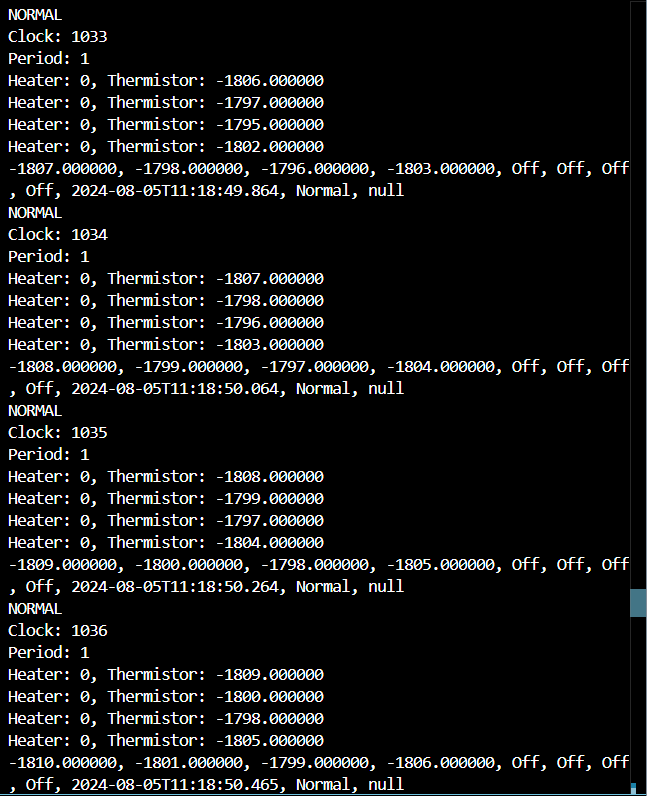 NORMAL
Clock: 1033
Period: 1
Heater: 0, Thermistor: -1806.000000
Heater: 0, Thermistor: -1797.000000
Heater: 0, Thermistor: -1795.000000
Heater: 0, Thermistor: -1802.000000
-1807.000000, -1798.000000, -1796.000000, -1803.000000, Off, Off, Off
, Off, 2024-08-05T11:18:49.864, Normal, null
NORMAL
Clock: 1034
Period: 1
Heater: 0, Thermistor: -1807.000000
Heater: 0, Thermistor: -1798.000000
Heater: 0, Thermistor: -1796.000000
Heater: 0, Thermistor: -1803.000000
-1808.000000, -1799.000000, -1797.000000, -1804.000000, Off, Off, Off
, Off, 2024-08-05T11:18:50.064, Normal, null
NORMAL
Clock: 1035
Period: 1
Heater: 0, Thermistor: -1808.000000
Heater: 0, Thermistor: -1799.000000
Heater: 0, Thermistor: -1797.000000
Heater: 0, Thermistor: -1804.000000
-1809.000000, -1800.000000, -1798.000000, -1805.000000, Off, Off, Off
, Off, 2024-08-05T11:18:50.264, Normal, null
NORMAL
Clock: 1036
Period: 1
Heater: 0, Thermistor: -1809.000000
Heater: 0, Thermistor: -1800.000000
Heater: 0, Thermistor: -1798.000000
Heater: 0, Thermistor: -1805.000000
-1810.000000, -1801.000000, -1799.000000, -1806.000000, Off, Off, Off
, Off, 2024-08-05T11:18:50.465, Normal, null